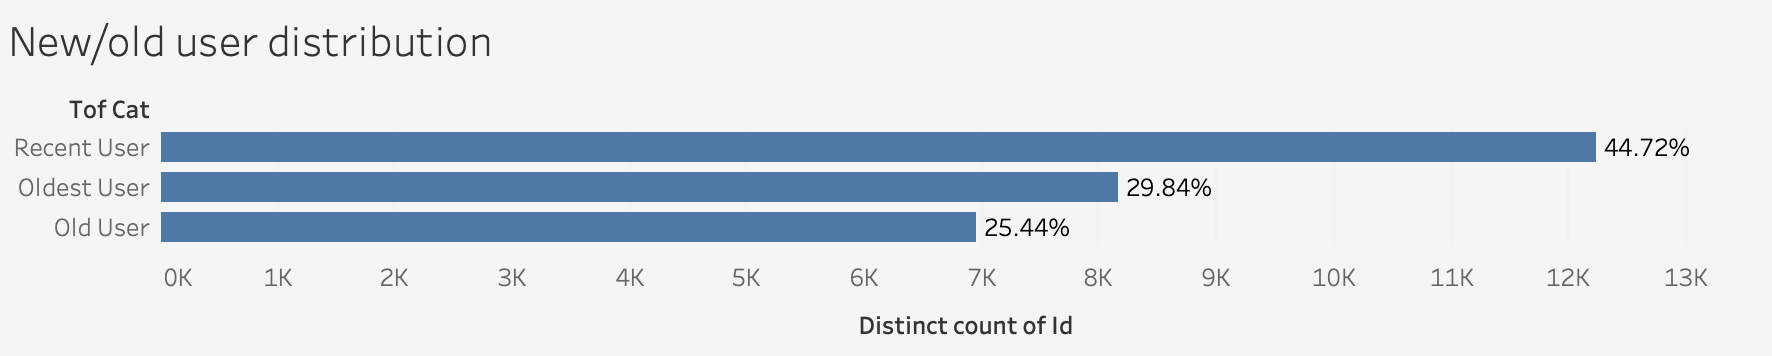 New/old user distribution
Tof Cat
Recent User 44.72%
Oldest User 29.84%
Old User 25.44%
0K 1K 2K 3K 4K 5K 6K 7K 8K 9K 10K 11K 12K 13K
Distinct count of Id